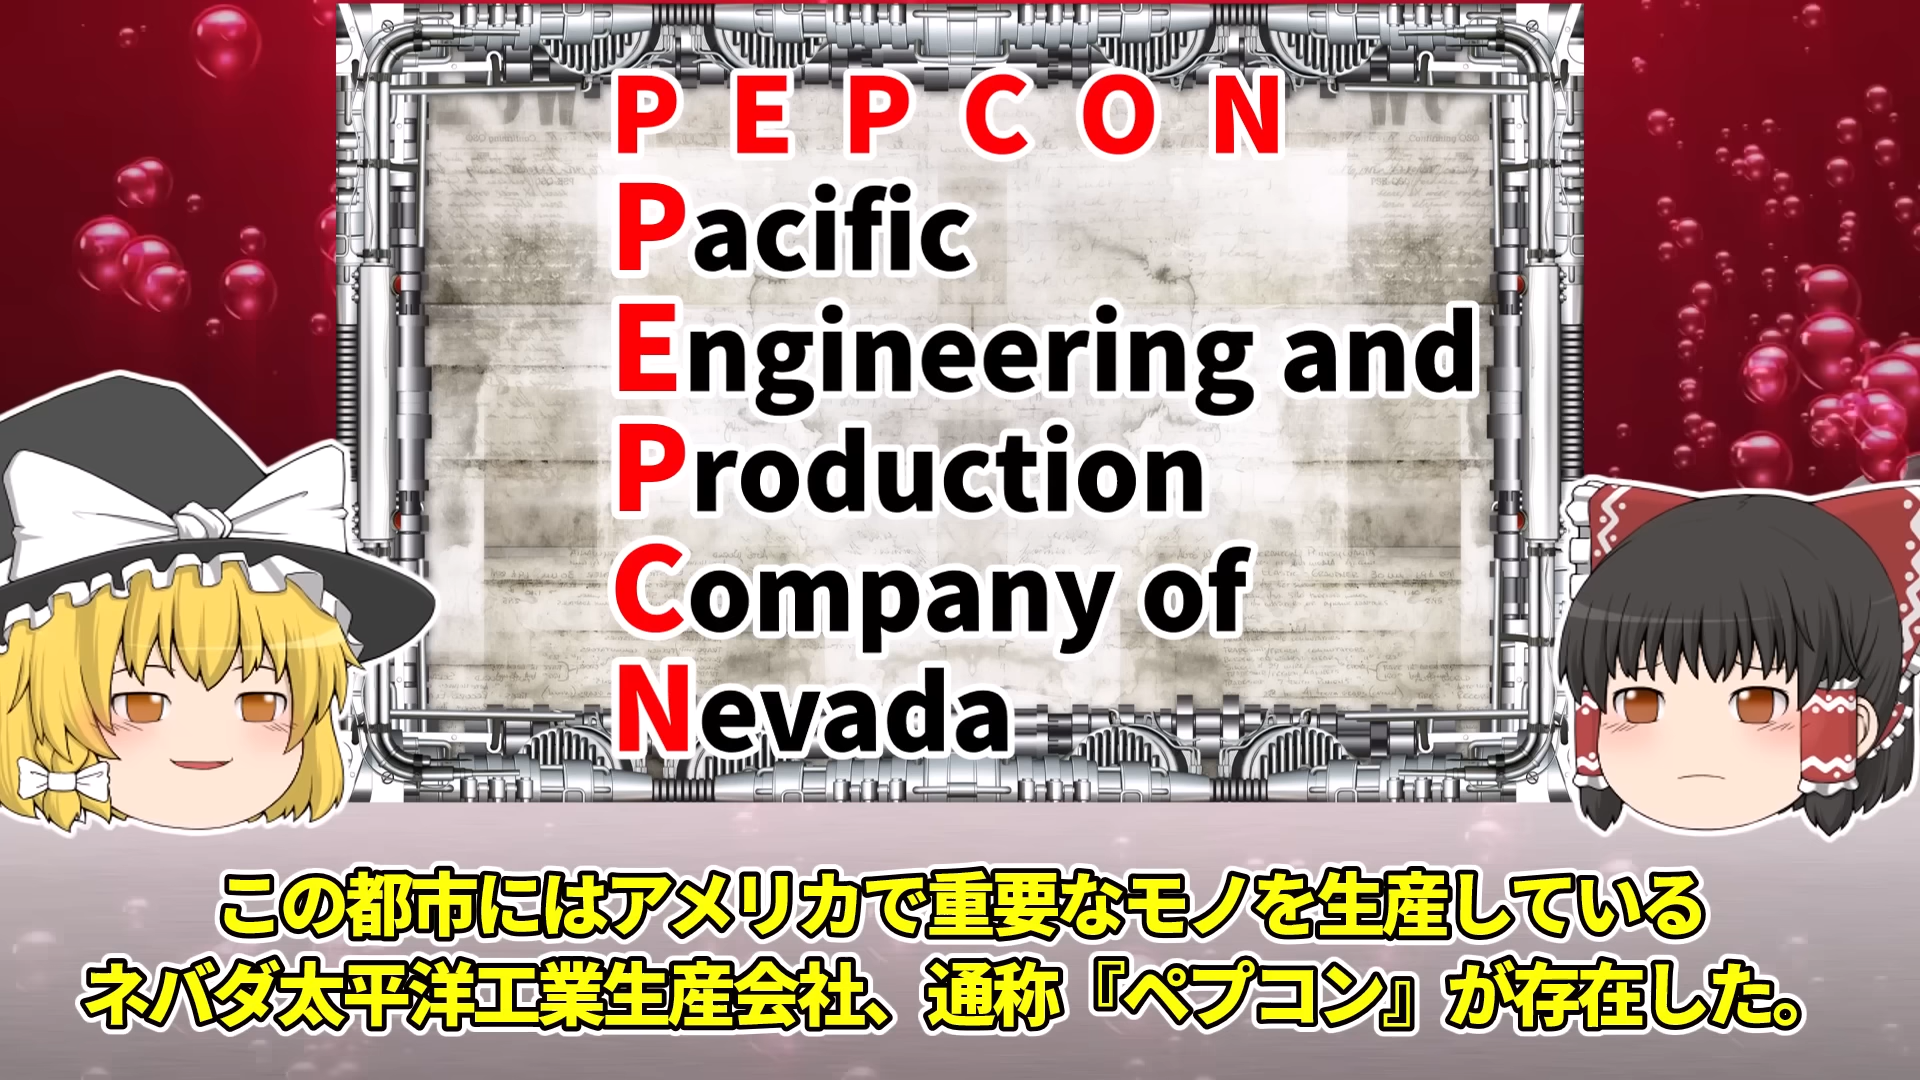 PEPCON
Pacific
Engineering and
Production
Company of
Nevada
この都市にはアメリカで重要なモノを生産している
ネバダ太平洋工業生産会社、通称『ペプコン』が存在した。